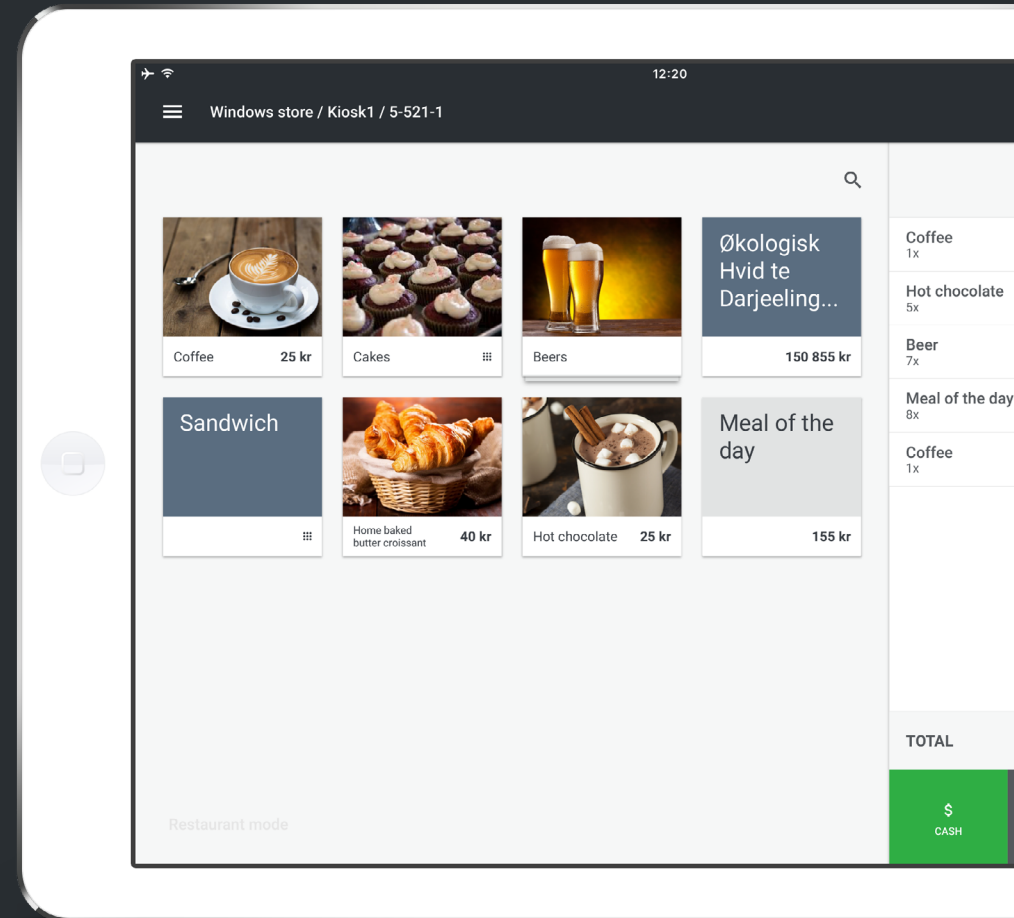 12:20
Windows store / Kiosk1 / 5-521-1
Coffee 25 kr
Cakes
Beers
Økologisk
Hvid te
Darjeeling...
150 855 kr
Sandwich
Home baked
butter croissant
40 kr
Hot chocolate 25 kr
Meal of the
day
155 kr
Restaurant mode
Coffee
1x
Hot chocolate
5x
Beer
7x
Meal of the day
8x
Coffee
1x
TOTAL
$
CASH